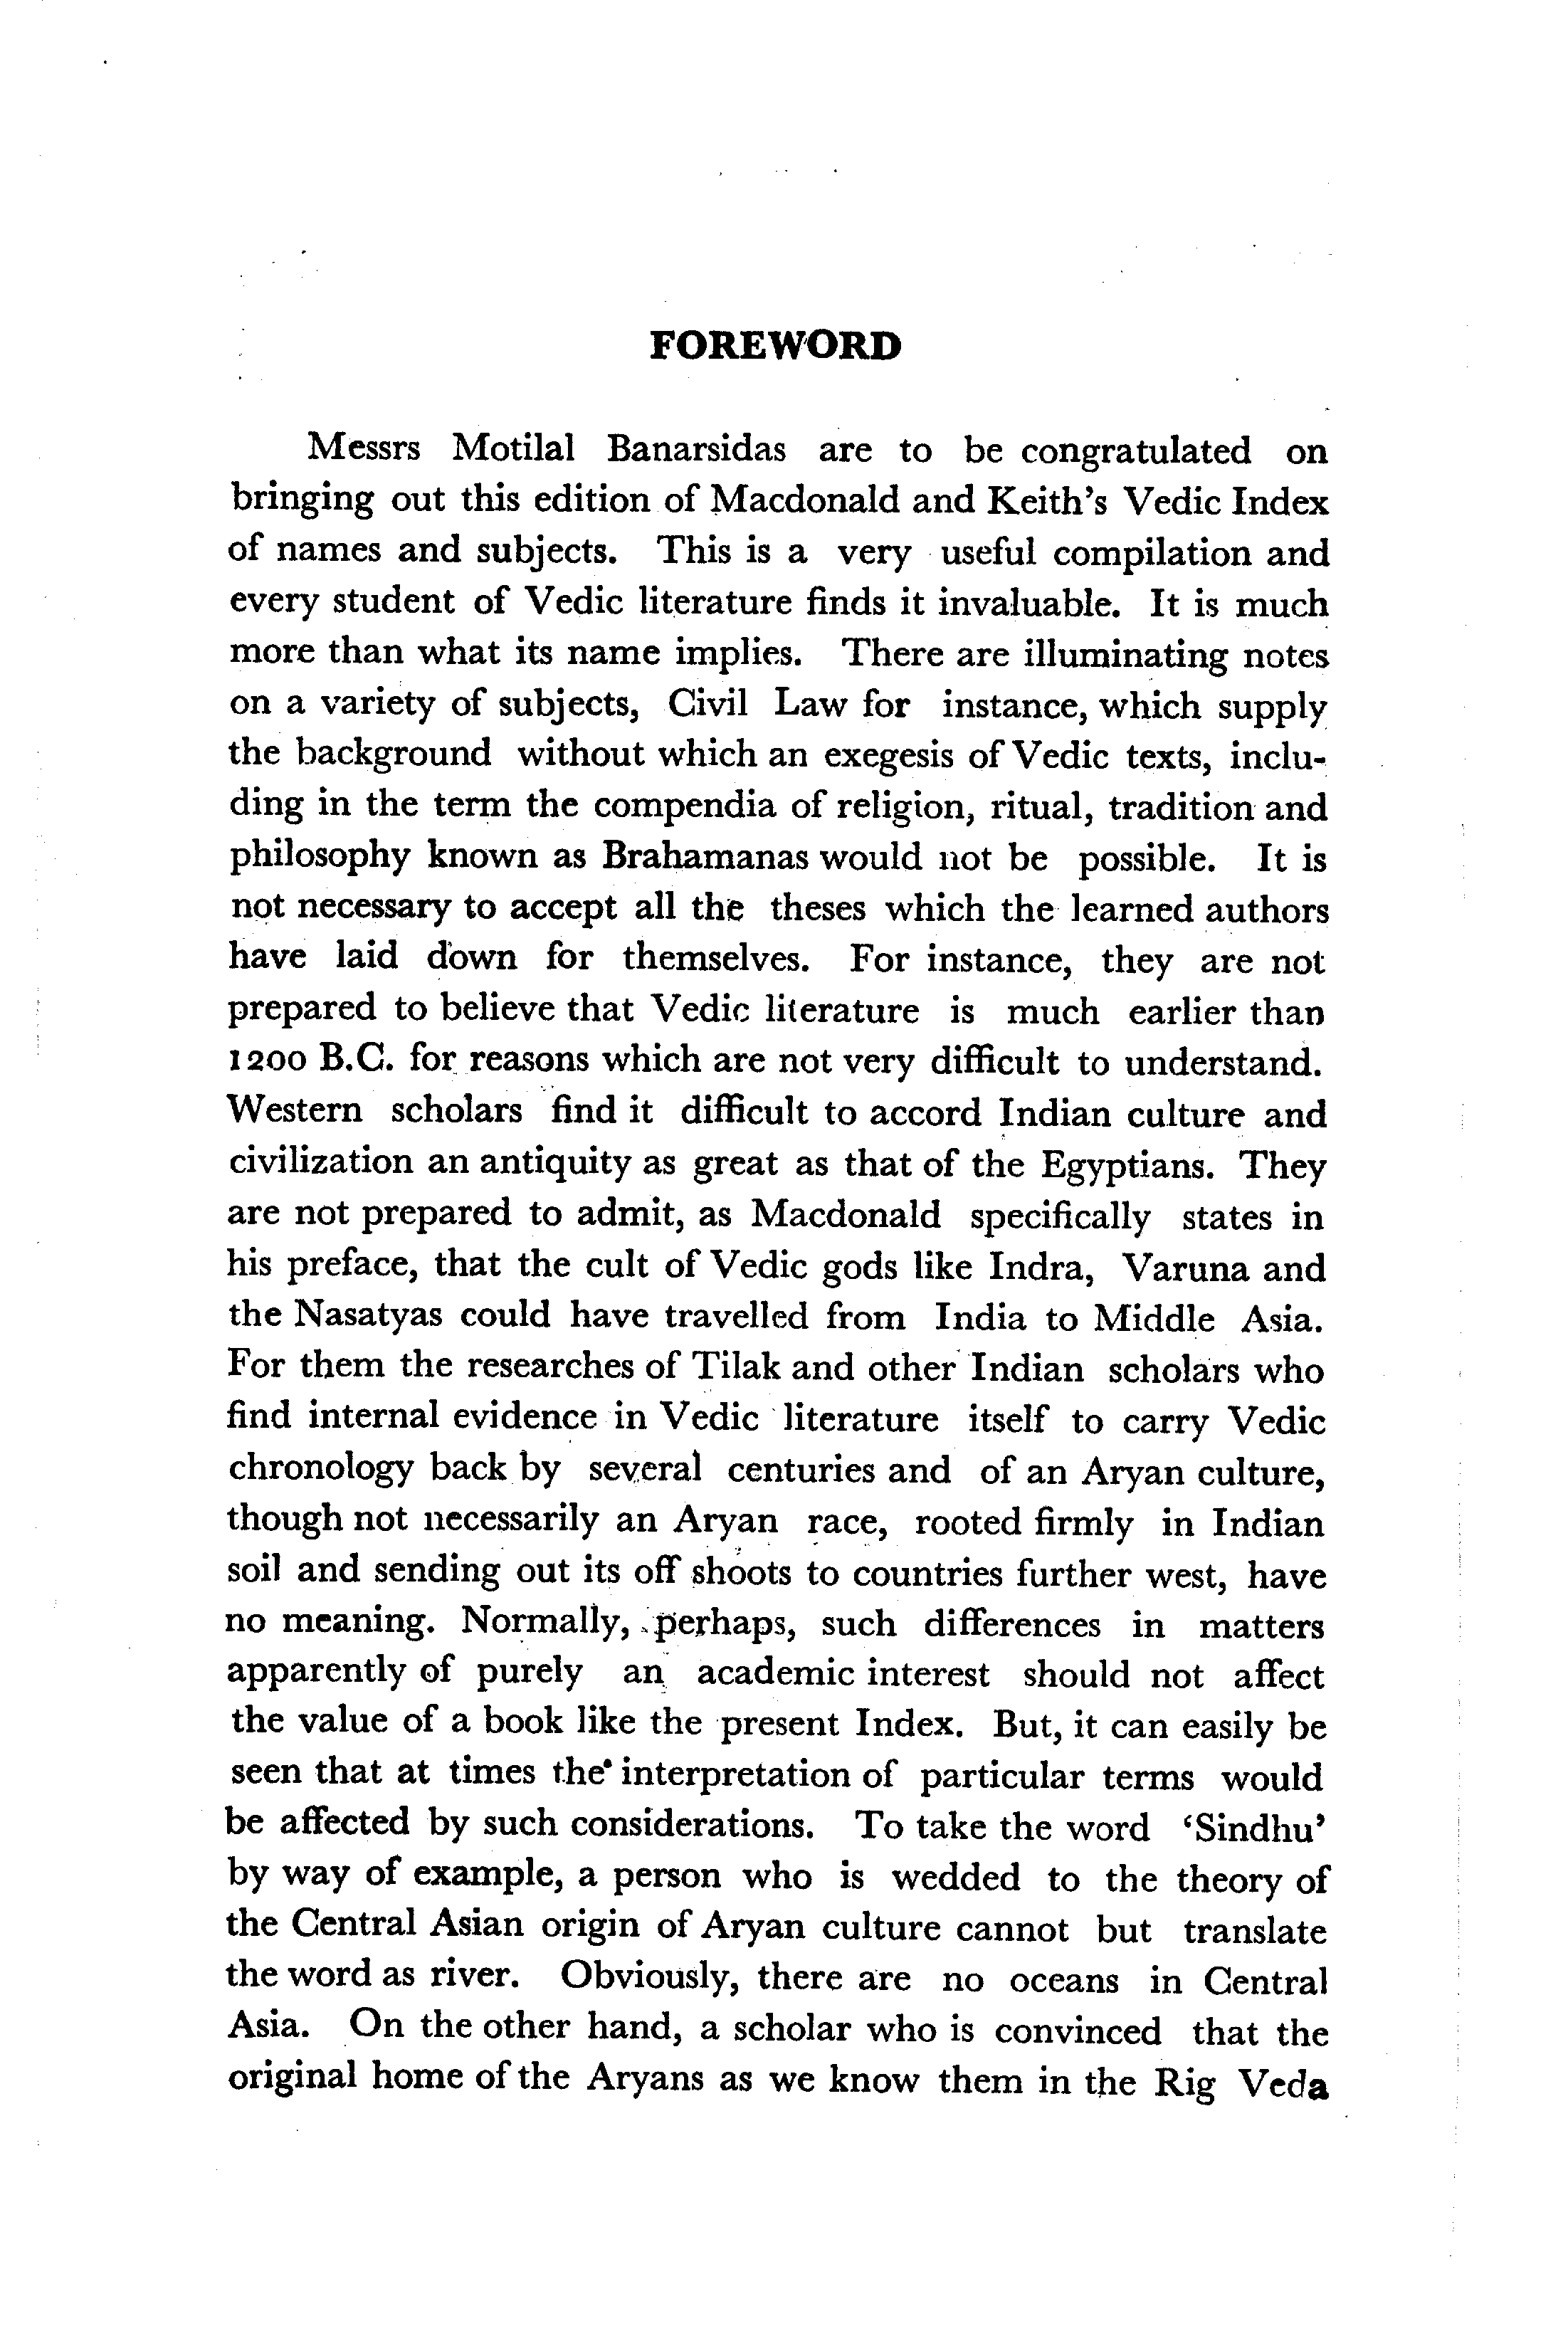 FOREWORD
Messrs Motilal Banarsidas are to be congratulated on
bringing out this edition of Macdonald and Keith's Vedic Index
of names and subjects. This is a very useful compilation and
every student of Vedic literature finds it invaluable. It is much
more than what its name implies. There are illuminating notes
on a variety of subjects, Civil Law for instance, which supply
the background without which an exegesis of Vedic texts, inclu-
ding in the term the compendia of religion, ritual, tradition and
philosophy known as Brahamanas would not be possible. It is
not necessary to accept all the theses which the learned authors
have laid down for themselves. For instance, they are not
prepared to believe that Vedic literature is much earlier than
1200 B.C. for reasons which are not very difficult to understand.
Western scholars find it difficult to accord Indian culture and
civilization an antiquity as great as that of the Egyptians. They
are not prepared to admit, as Macdonald specifically states in
his preface, that the cult of Vedic gods like Indra, Varuna and
the Nasatyas could have travelled from India to Middle Asia.
For them the researches of Tilak and other Indian scholars who
find internal evidence in Vedic literature itself to carry Vedic
chronology back by several centuries and of an Aryan culture,
though not necessarily an Aryan race, rooted firmly in Indian
soil and sending out its off shoots to countries further west, have
no meaning. Normally, perhaps, such differences in matters
apparently of purely an academic interest should not affect
the value of a book like the present Index. But, it can easily be
seen that at times the interpretation of particular terms would
be affected by such considerations. To take the word ‘Sindhu’
by way of example, a person who is wedded to the theory of
the Central Asian origin of Aryan culture cannot but translate
the word as river. Obviously, there are no oceans in Central
Asia. On the other hand, a scholar who is convinced that the
original home of the Aryans as we know them in the Rig Veda